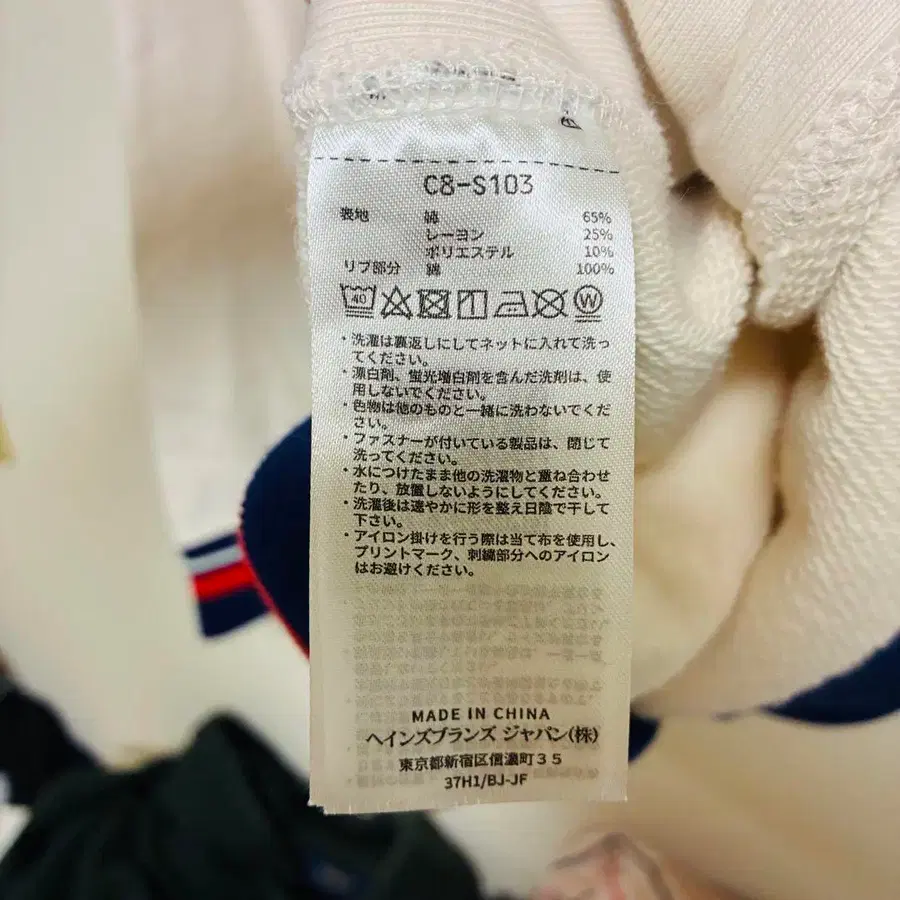 C8-S103
表地 綿 65%
レーヨン 25%
ポリエステル 10%
リブ部分 綿 100%
40 W
・洗濯は裏返しにしてネットに入れて洗っ
てください。
・漂白剤、蛍光増白剤を含んだ洗剤は、使
用しないでください。
・色物は他のものと一緒に洗わないでくだ
さい。
・ファスナーが付いている製品は、閉じて
洗ってください。
・水につけたまま他の洗濯物と重ね合わせ
たり、放置しないようにしてください。
・洗濯後は速やかに形を整え日陰で干して
下さい。
・アイロン掛けを行う際は当て布を使用し、
プリントマーク、刺繍部分へのアイロン
はお避けください。
MADE IN CHINA
ヘインズブランズ ジャパン(株)
東京都新宿区信濃町35
37H1/BJ-JF